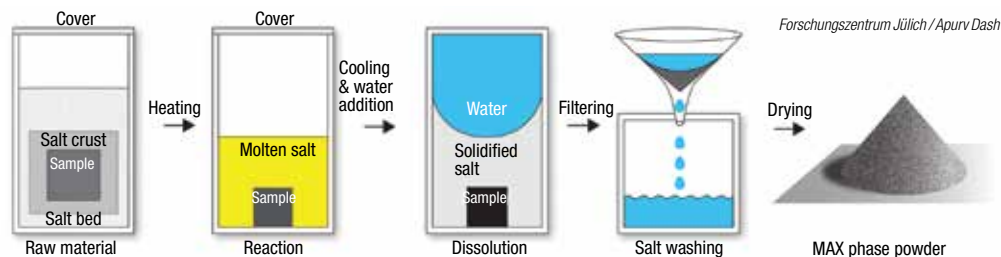 Forschungszentrum Jülich / Apurv Dash
Cover
Salt crust
Sample
Salt bed
Raw material
Heating
Cover
Molten salt
Sample
Reaction
Cooling
& water
addition
Water
Solidified
salt
Sample
Dissolution
Filtering
Salt washing
Drying
MAX phase powder